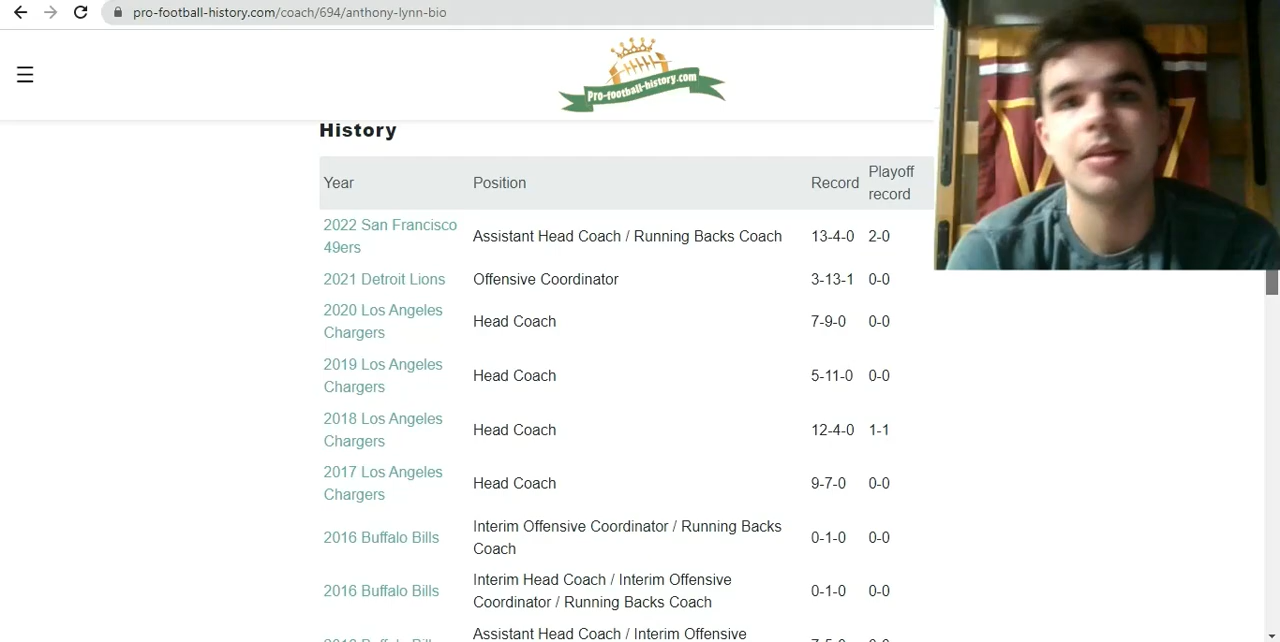 pro-football-history.com/coach/694/anthony-lynn-bio
Pro-football-history.com
History
Year Position Record Playoff record
2022 San Francisco 49ers Assistant Head Coach / Running Backs Coach 13-4-0 2-0
2021 Detroit Lions Offensive Coordinator 3-13-1 0-0
2020 Los Angeles Chargers Head Coach 7-9-0 0-0
2019 Los Angeles Chargers Head Coach 5-11-0 0-0
2018 Los Angeles Chargers Head Coach 12-4-0 1-1
2017 Los Angeles Chargers Head Coach 9-7-0 0-0
2016 Buffalo Bills Interim Offensive Coordinator / Running Backs Coach 0-1-0 0-0
2016 Buffalo Bills Interim Head Coach / Interim Offensive Coordinator / Running Backs Coach 0-1-0 0-0
Assistant Head Coach / Interim Offensive